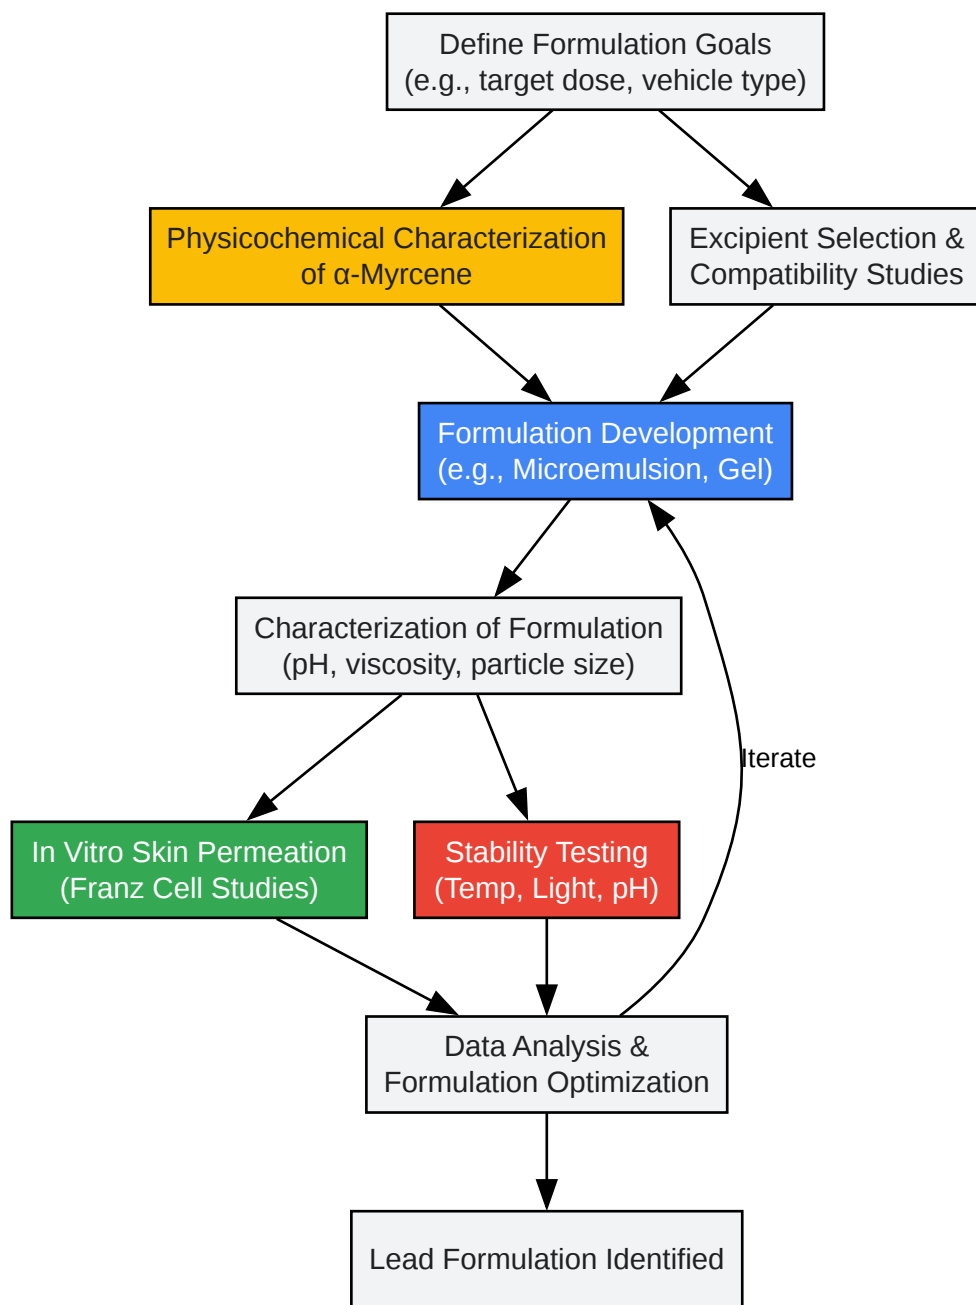 Define Formulation Goals
(e.g., target dose, vehicle type)
Physicochemical Characterization
of α-Myrcene
Excipient Selection &
Compatibility Studies
Formulation Development
(e.g., Microemulsion, Gel)
Characterization of Formulation
(pH, viscosity, particle size)
Iterate
In Vitro Skin Permeation
(Franz Cell Studies)
Stability Testing
(Temp, Light, pH)
Data Analysis &
Formulation Optimization
Lead Formulation Identified